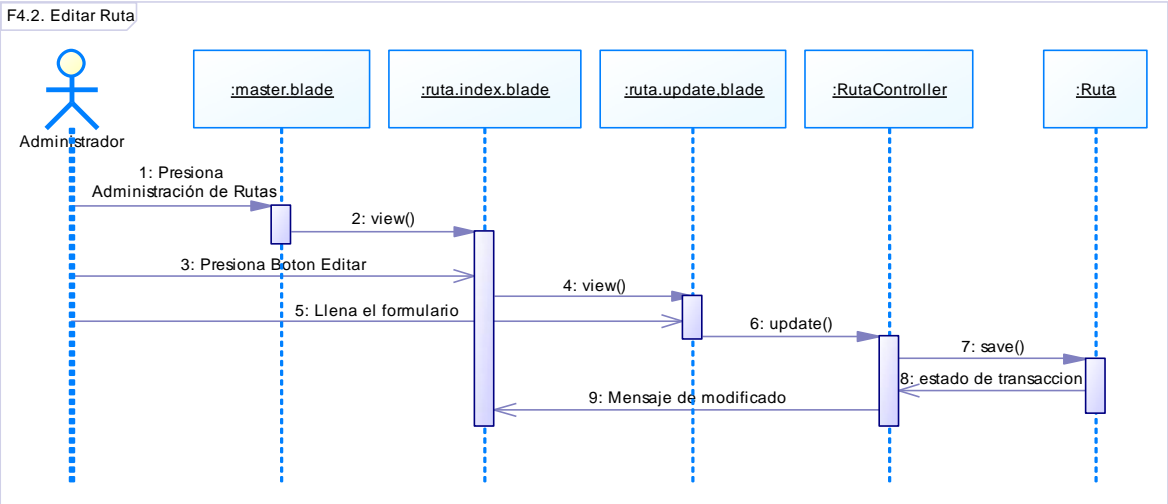 F4.2. Editar Ruta
:master.blade
:ruta.index.blade
:ruta.update,blade
:RutaController
:Ruta
Administrador
1: Presiona
Administración de Rutas
2: view()
3: Presiona Boton Editar
4: view()
5: Llena el formulario
6: update()
7: save()
8: estado de transaccion
9: Mensaje de modificado